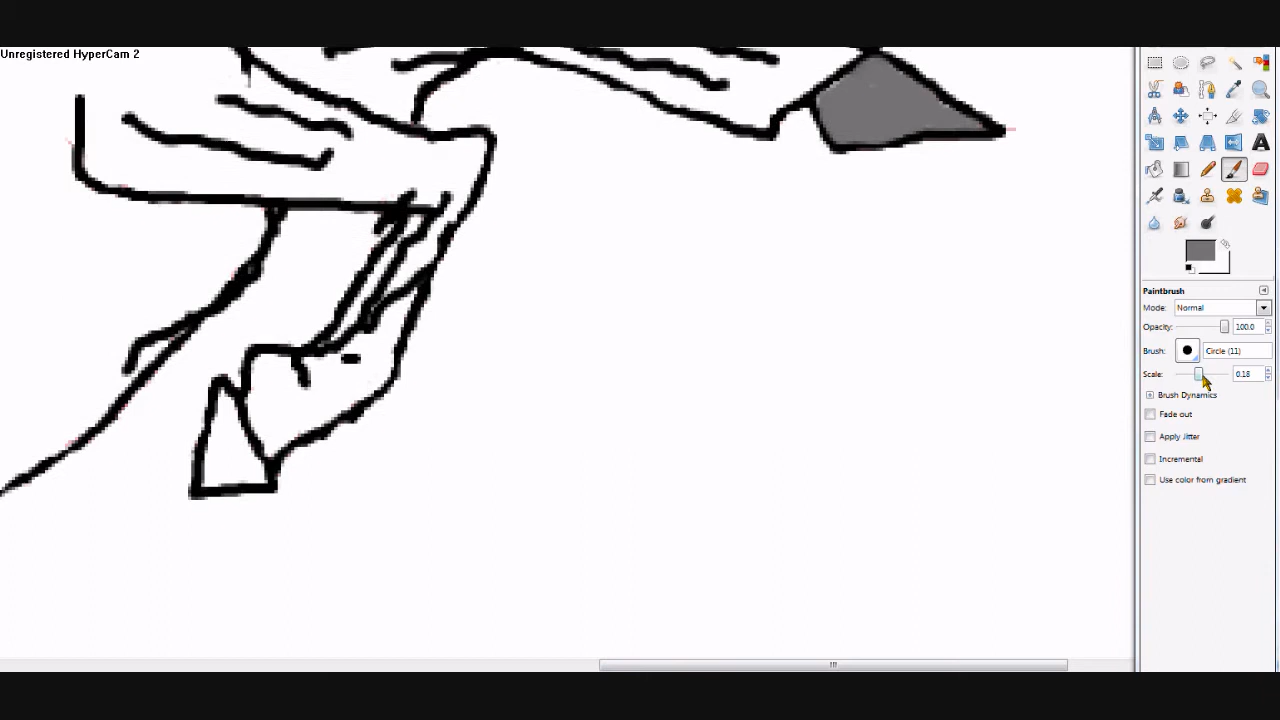 Unregistered HyperCam 2
Paintbrush
Mode: Normal
Opacity: 100.0
Brush: Circle (11)
Scale: 0.18
Brush Dynamics
Fade out
Apply Jitter
Incremental
Use color from gradient